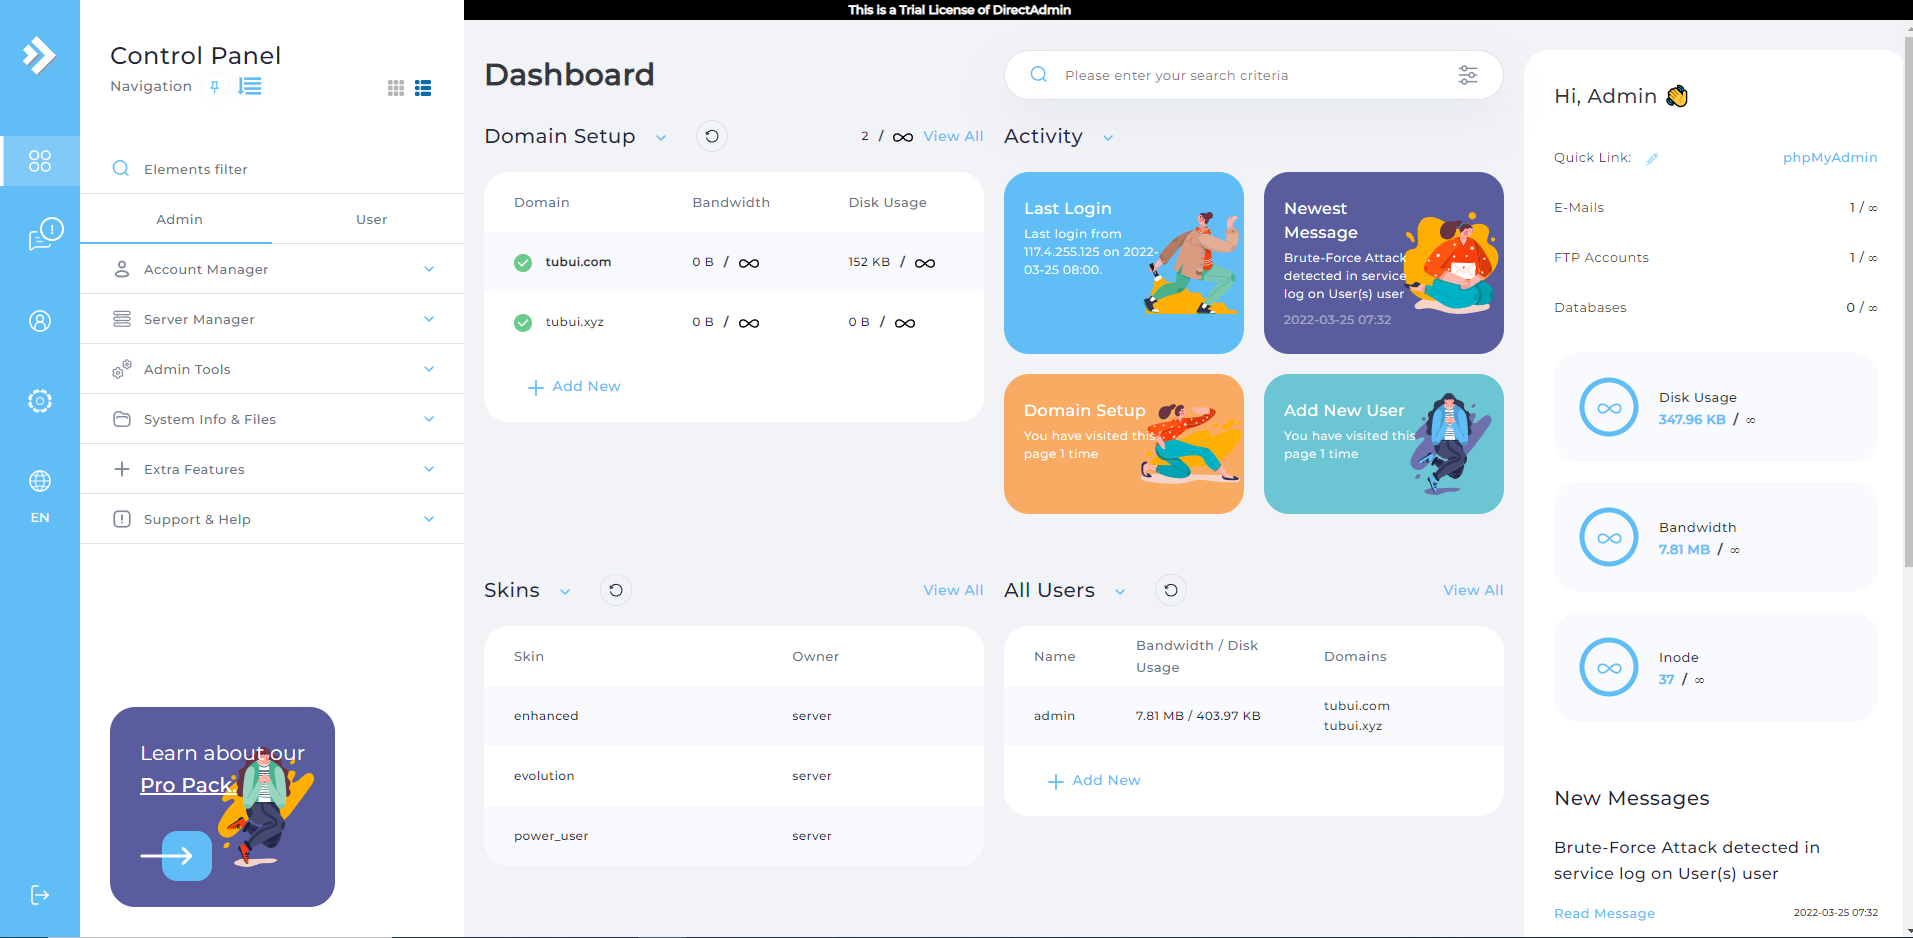 This is a Trial License of DirectAdmin
Control Panel
Navigation
Elements filter
Admin
User
Account Manager
Server Manager
Admin Tools
System Info & Files
Extra Features
Support & Help
EN
Learn about our
Pro Pack.
Dashboard
Please enter your search criteria
Domain Setup
2 / ∞ View All
Domain Bandwidth Disk Usage
tubui.com 0 B / ∞ 152 KB / ∞
tubui.xyz 0 B / ∞ 0 B / ∞
+ Add New
Activity
Last Login
Last login from
117.4.255.125 on 2022-
03-25 08:00.
Newest
Message
Brute-Force Attack
detected in service
log on User(s) user
2022-03-25 07:32
Domain Setup
You have visited this
page 1 time
Add New User
You have visited this
page 1 time
Skins
View All
Skin Owner
enhanced server
evolution server
power_user server
All Users
View All
Name Bandwidth / Disk
Usage Domains
admin 7.81 MB / 403.97 KB tubui.com
tubui.xyz
+ Add New
Hi, Admin 👋
Quick Link: phpMyAdmin
E-Mails 1 / ∞
FTP Accounts 1 / ∞
Databases 0 / ∞
∞ Disk Usage
347.96 KB / ∞
∞ Bandwidth
7.81 MB / ∞
∞ Inode
37 / ∞
New Messages
Brute-Force Attack detected in
service log on User(s) user
Read Message 2022-03-25 07:32